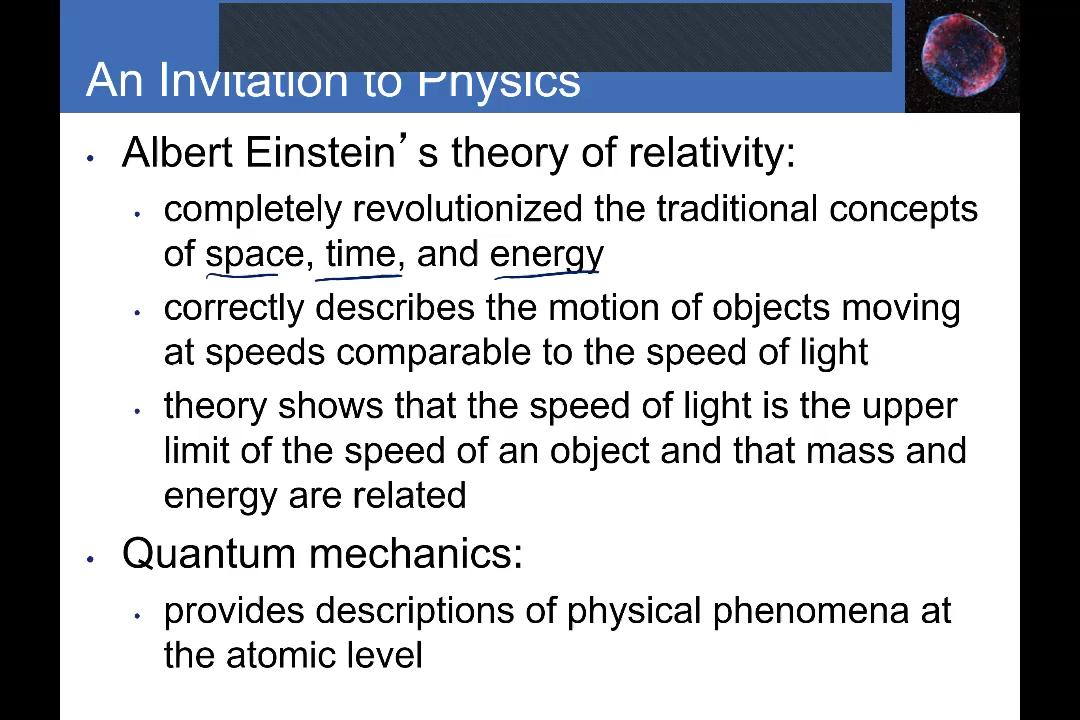 An Invitation to Physics
• Albert Einstein’s theory of relativity:
• completely revolutionized the traditional concepts
of space, time, and energy
• correctly describes the motion of objects moving
at speeds comparable to the speed of light
• theory shows that the speed of light is the upper
limit of the speed of an object and that mass and
energy are related
• Quantum mechanics:
• provides descriptions of physical phenomena at
the atomic level